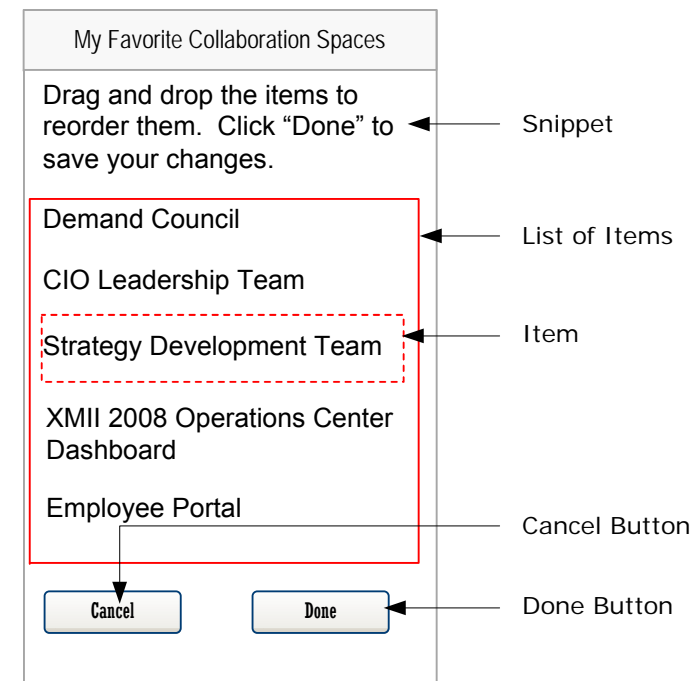 My Favorite Collaboration Spaces
Drag and drop the items to
reorder them.  Click “Done” to
save your changes.
Snippet
Demand Council
List of Items
CIO Leadership Team
Strategy Development Team
Item
XMII 2008 Operations Center
Dashboard
Employee Portal
Cancel Button
Cancel
Done
Done Button